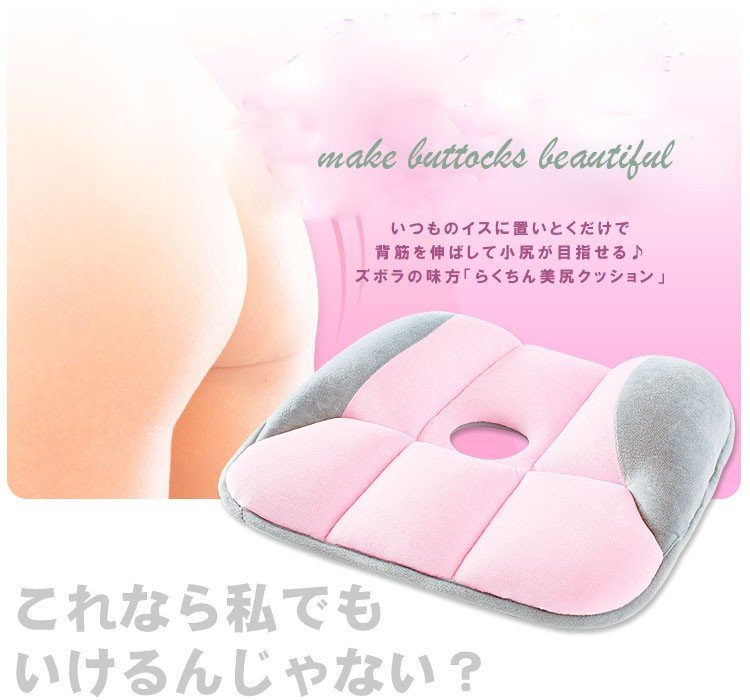 make buttocks beautiful
いつものイスに置いとくだけで
背筋を伸ばして小尻が目指せる♪
ズボラの味方「らくちん美尻クッション」
これなら私でも
いけるんじゃない？